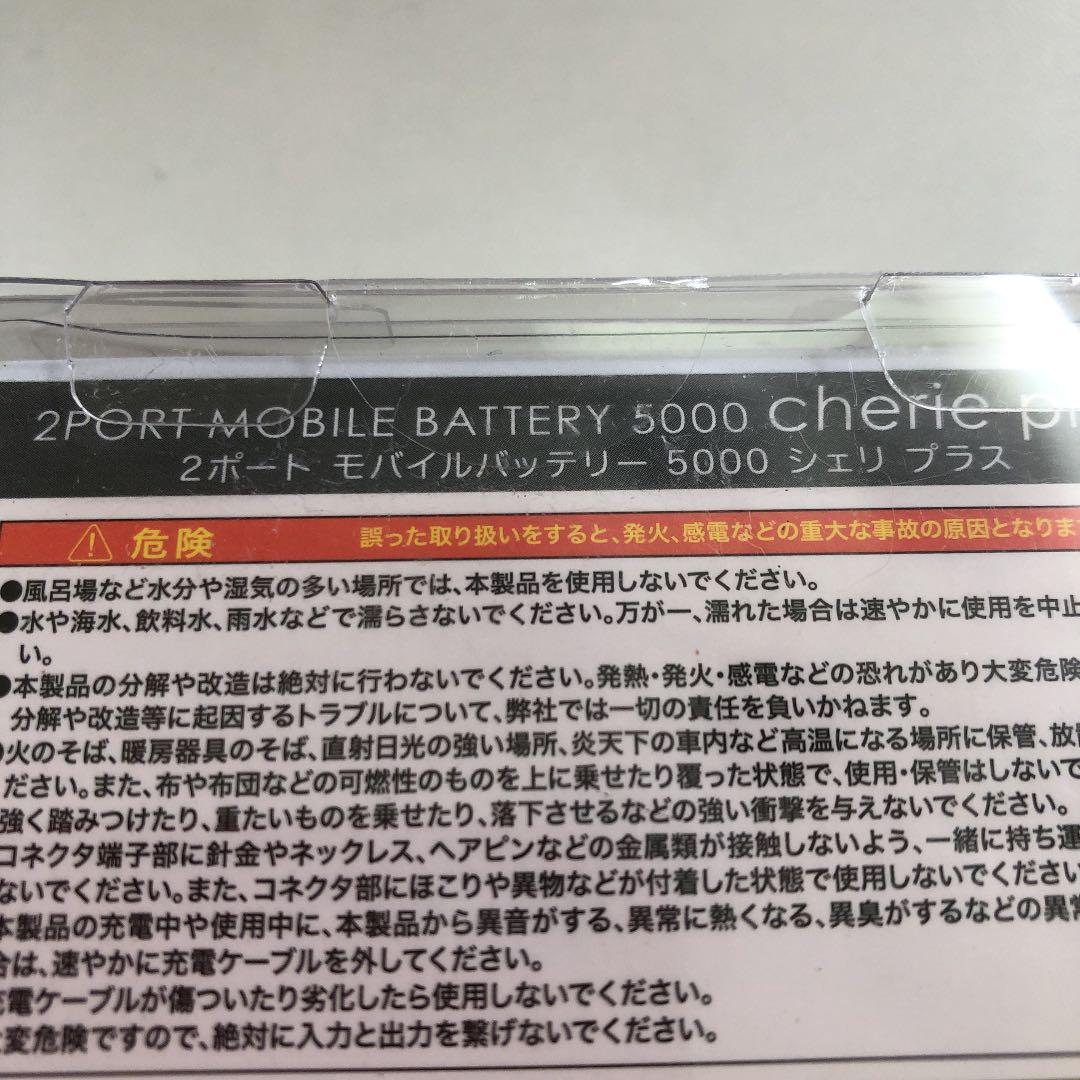 2PORT MOBILE BATTERY 5000 cherie pl
2ポート モバイルバッテリー 5000 シェリ プラス
危険 誤った取り扱いをすると、発火、感電などの重大な事故の原因となりま
●風呂場など水分や湿気の多い場所では、本製品を使用しないでください。
●水や海水、飲料水、雨水などで濡らさないでください。万が一、濡れた場合は速やかに使用を中止
い。
●本製品の分解や改造は絶対に行わないでください。発熱・発火・感電などの恐れがあり大変危険
分解や改造等に起因するトラブルについて、弊社では一切の責任を負いかねます。
●火のそば、暖房器具のそば、直射日光の強い場所、炎天下の車内など高温になる場所に保管、放置
ださい。また、布や布団などの可燃性のものを上に乗せたり覆った状態で、使用・保管はしないで
強く踏みつけたり、重たいものを乗せたり、落下させるなどの強い衝撃を与えないでください。
コネクタ端子部に針金やネックレス、ヘアピンなどの金属類が接触しないよう、一緒に持ち運
ないでください。また、コネクタ部にほこりや異物などが付着した状態で使用しないでください
本製品の充電中や使用中に、本製品から異音がする、異常に熱くなる、異臭がするなどの異常
合は、速やかに充電ケーブルを外してください。
充電ケーブルが傷ついたり劣化したら使用しないでください。
変危険ですので、絶対に入力と出力を繋げないでください。